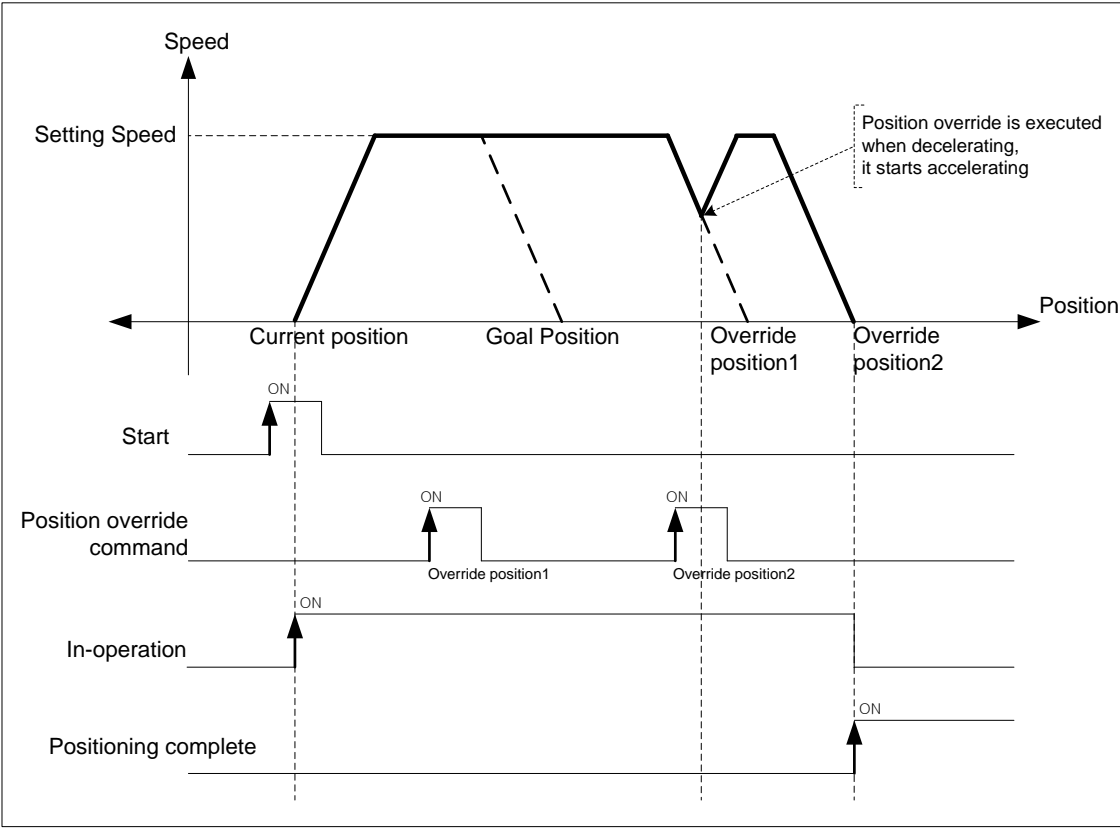 Speed
Setting Speed
Position override is executed
when decelerating,
it starts accelerating
Position
Current position
Goal Position
Override
position1
Override
position2
ON
Start
ON
ON
Position override
command
Override position1
Override position2
ON
In-operation
ON
Positioning complete